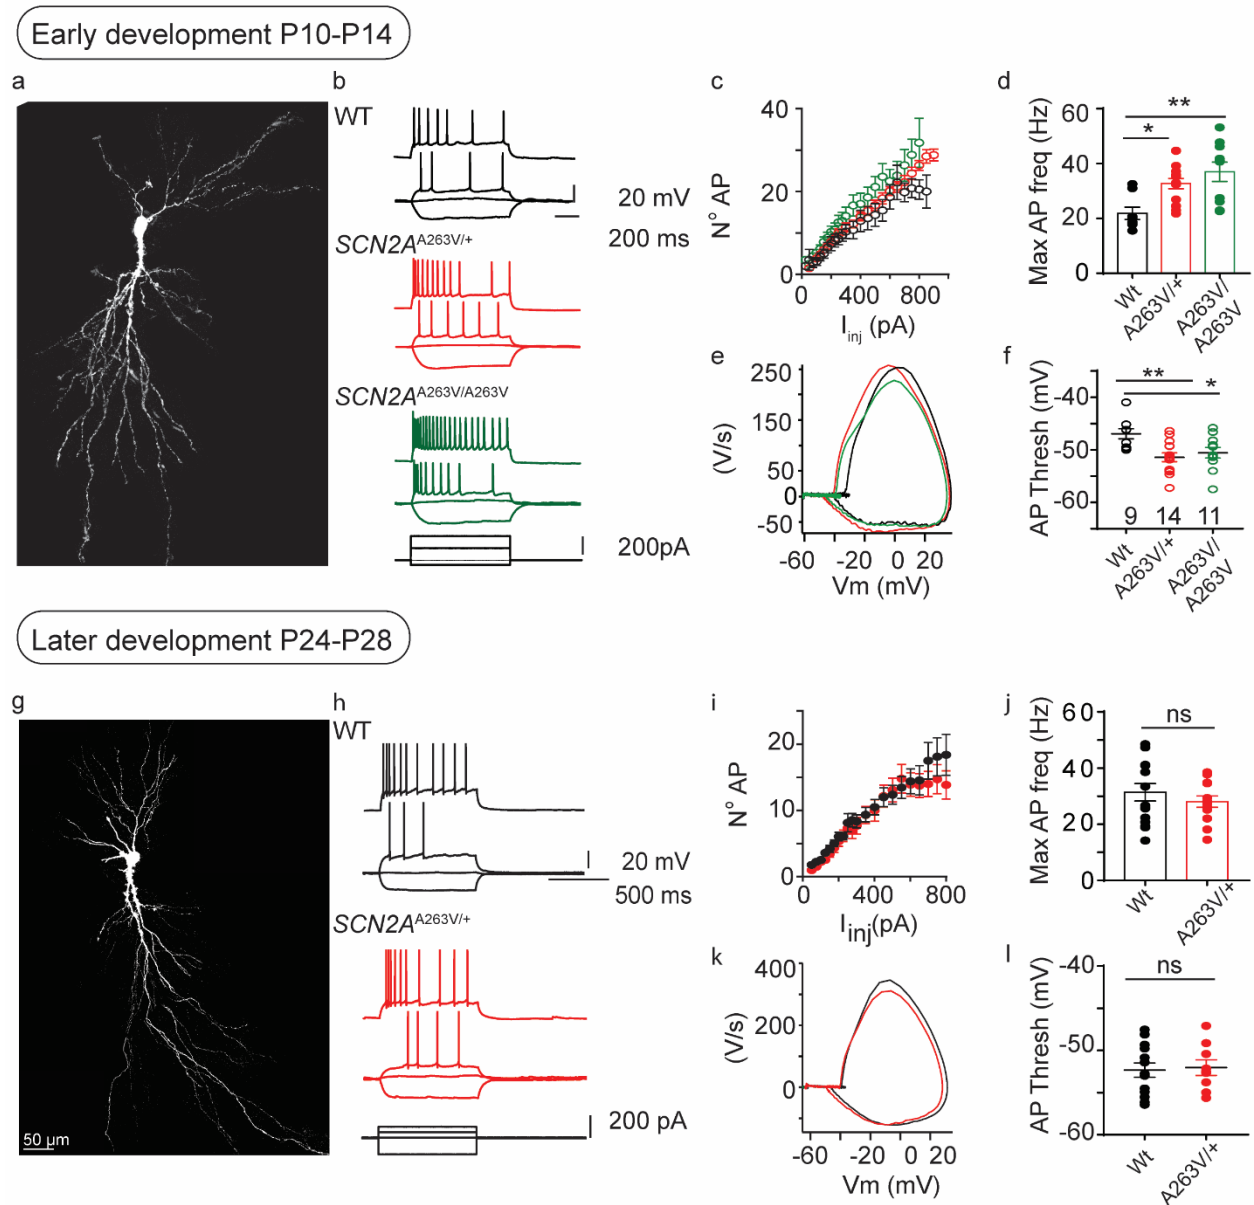 Early development P10-P14
a
b
c
d
WT
20 mV
200 ms
SCN2A A263V/+
SCN2A A263V/A263V
200pA
N° AP
40
20
0
0
400
800
Iinj (pA)
Max AP freq (Hz)
60
40
20
0
*
**
Wt
A263V/+
A263V/
A263V
e
f
(V/s)
250
150
50
0
-50
-60
-20
0
20
Vm (mV)
AP Thresh (mV)
-40
-50
-60
**
*
9
14
11
Wt
A263V/+
A263V/
A263V
Later development P24-P28
g
h
i
j
50 µm
WT
20 mV
500 ms
SCN2A A263V/+
200 pA
N° AP
20
10
0
0
400
800
Iinj(pA)
Max AP freq (Hz)
60
40
20
0
ns
Wt
A263V/+
k
l
(V/s)
400
200
0
-60
-20
0
20
Vm (mV)
AP Thresh (mV)
-40
-50
-60
ns
Wt
A263V/+